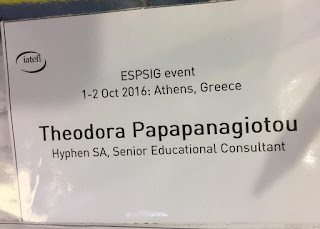 iatefl
ESPSIG event
1-2 Oct 2016: Athens, Greece
Theodora Papapanagiotou
Hyphen SA, Senior Educational Consultant